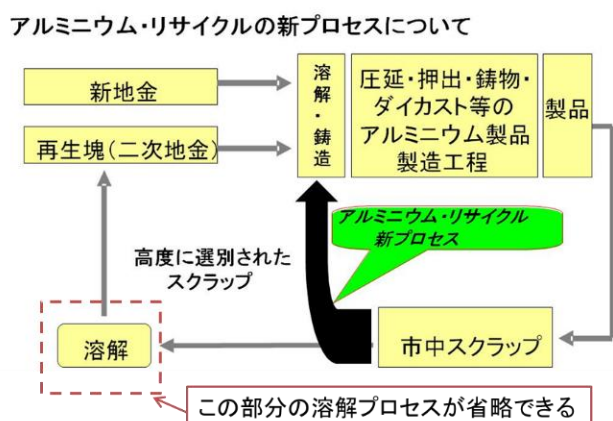 アルミニウム・リサイクルの新プロセスについて
新地金
再生塊(二次地金)
溶解・鋳造
圧延・押出・鋳物・
ダイカスト等の
アルミニウム製品
製造工程
製品
アルミニウム・リサイクル
新プロセス
高度に選別された
スクラップ
溶解
市中スクラップ
この部分の溶解プロセスが省略できる